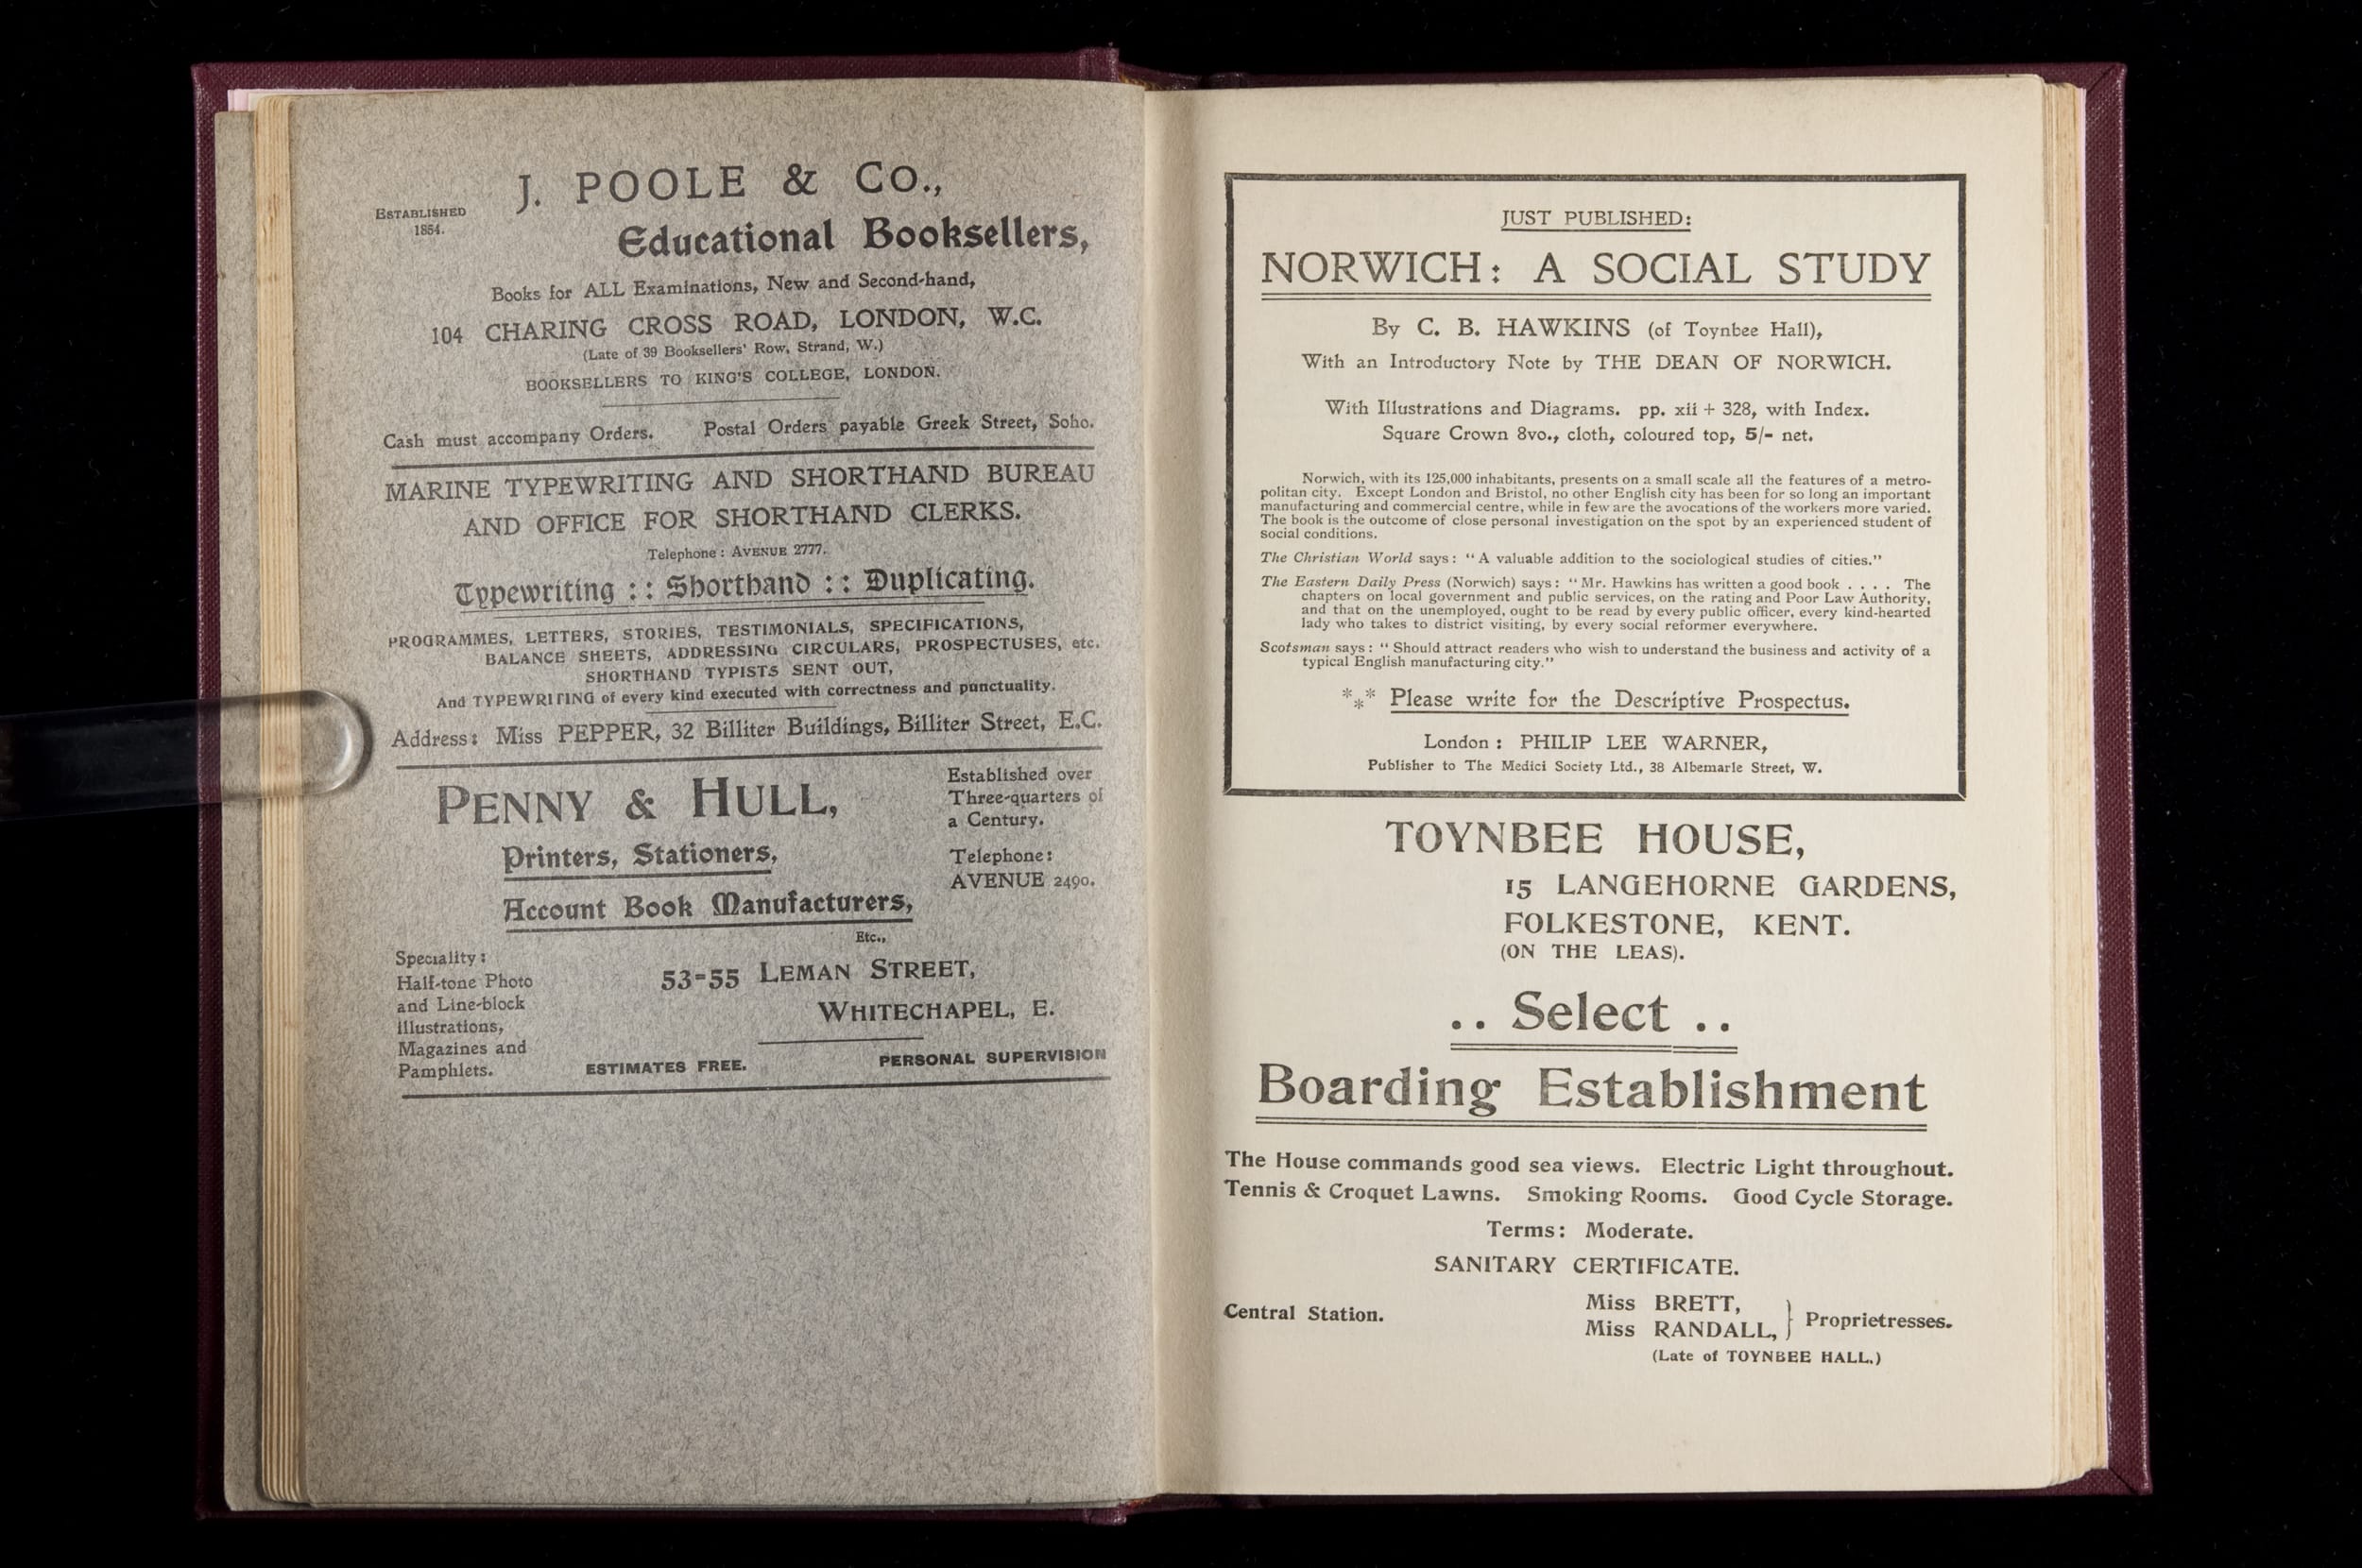 J. POOLE & CO.,
ESTABLISHED
1854.
Educational Booksellers,
Books for ALL Examinations, New and Second-hand,
104 CHARING CROSS ROAD, LONDON, W.C.
(Late of 39 Booksellers' Row, Strand, W.)
BOOKSELLERS TO KING'S COLLEGE, LONDON.
Cash must accompany Orders. Postal Orders payable Greek Street, Soho.
MARINE TYPEWRITING AND SHORTHAND BUREAU
AND OFFICE FOR SHORTHAND CLERKS.
Telephone: AVENUE 2777.
Typewriting :: Shorthand :: Duplicating.
PROGRAMMES, LETTERS, STORIES, TESTIMONIALS, SPECIFICATIONS,
BALANCE SHEETS, ADDRESSING CIRCULARS, PROSPECTUSES, etc.
SHORTHAND TYPISTS SENT OUT,
And TYPEWRITING of every kind executed with correctness and punctuality.
Address: Miss PEPPER, 32 Billiter Buildings, Billiter Street, E.C.
PENNY & HULL,
Printers, Stationers,
Account Book Manufacturers,
Etc.,
Established over
Three-quarters of
a Century.
Telephone:
AVENUE 2490.
Speciality:
Half-tone Photo
and Line-block
illustrations,
Magazines and
Pamphlets.
53-55 LEMAN STREET,
WHITECHAPEL, E.
ESTIMATES FREE. PERSONAL SUPERVISION
JUST PUBLISHED:
NORWICH: A SOCIAL STUDY
By C. B. HAWKINS (of Toynbee Hall),
With an Introductory Note by THE DEAN OF NORWICH.
With Illustrations and Diagrams. pp. xii + 328, with Index.
Square Crown 8vo., cloth, coloured top, 5/- net.
Norwich, with its 125,000 inhabitants, presents on a small scale all the features of a metro-
politan city. Except London and Bristol, no other English city has been for so long an important
manufacturing and commercial centre, while in few are the avocations of the workers more varied.
The book is the outcome of close personal investigation on the spot by an experienced student of
social conditions.
The Christian World says: "A valuable addition to the sociological studies of cities."
The Eastern Daily Press (Norwich) says: "Mr. Hawkins has written a good book . . . . The
chapters on local government and public services, on the rating and Poor Law Authority,
and that on the unemployed, ought to be read by every public officer, every kind-hearted
lady who takes to district visiting, by every social reformer everywhere.
Scotsman says: "Should attract readers who wish to understand the business and activity of a
typical English manufacturing city."
*⁎* Please write for the Descriptive Prospectus.
London: PHILIP LEE WARNER,
Publisher to The Medici Society Ltd., 38 Albemarle Street, W.
TOYNBEE HOUSE,
15 LANGEHORNE GARDENS,
FOLKESTONE, KENT.
(ON THE LEAS).
.. Select ..
Boarding Establishment
The House commands good sea views. Electric Light throughout.
Tennis & Croquet Lawns. Smoking Rooms. Good Cycle Storage.
Terms: Moderate.
SANITARY CERTIFICATE.
Central Station.
Miss BRETT,
Miss RANDALL, } Proprietresses.
(Late of TOYNBEE HALL.)